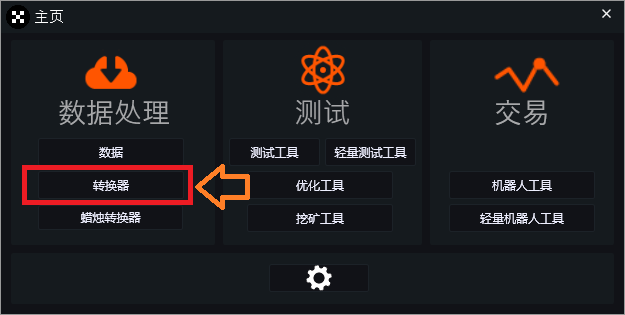 主页
数据处理
数据
转换器
蜡烛转换器
测试
测试工具 轻量测试工具
优化工具
挖矿工具
交易
机器人工具
轻量机器人工具